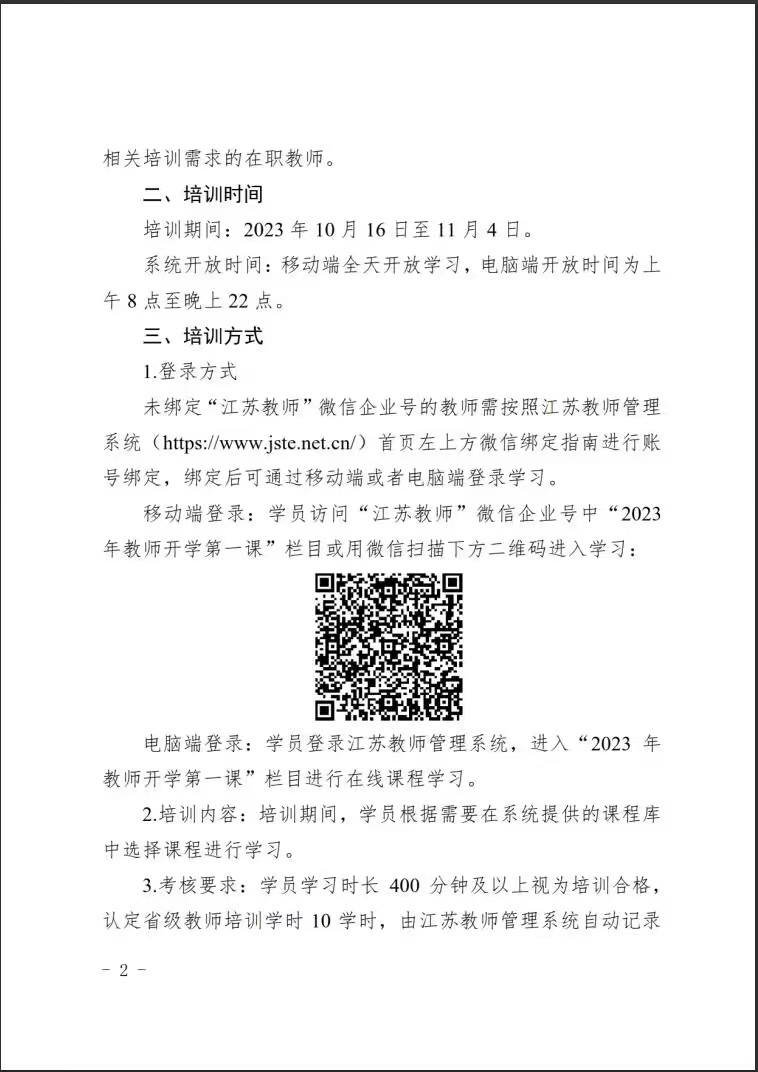 相关培训需求的在职教师。
二、培训时间
培训期间：2023 年 10 月 16 日至 11 月 4 日。
系统开放时间：移动端全天开放学习，电脑端开放时间为上
午 8 点至晚上 22 点。
三、培训方式
1.登录方式
未绑定“江苏教师”微信企业号的教师需按照江苏教师管理
系统（https://www.jste.net.cn/）首页左上方微信绑定指南进行账
号绑定，绑定后可通过移动端或者电脑端登录学习。
移动端登录：学员访问“江苏教师”微信企业号中“2023
年教师开学第一课”栏目或用微信扫描下方二维码进入学习：
电脑端登录：学员登录江苏教师管理系统，进入“2023 年
教师开学第一课”栏目进行在线课程学习。
2.培训内容：培训期间，学员根据需要在系统提供的课程库
中选择课程进行学习。
3.考核要求：学员学习时长 400 分钟及以上视为培训合格，
认定省级教师培训学时 10 学时，由江苏教师管理系统自动记录
- 2 -